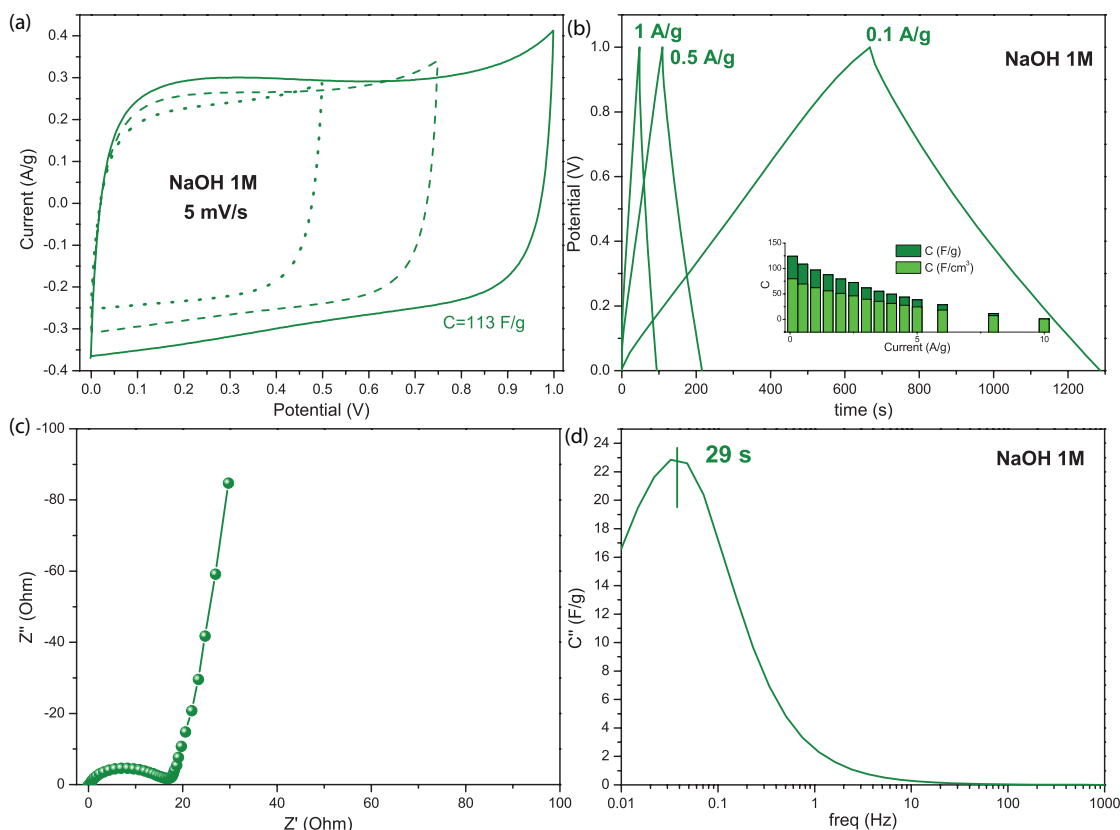 (a)
0.4
0.3
0.2
0.1
0.0
-0.1
-0.2
-0.3
-0.4
Current (A/g)
NaOH 1M
5 mV/s
C=113 F/g
0.0 0.1 0.2 0.3 0.4 0.5 0.6 0.7 0.8 0.9 1.0
Potential (V)
(b)
1.0
0.8
0.6
0.4
0.2
0.0
Potential (V)
1 A/g
0.5 A/g
0.1 A/g
NaOH 1M
150
100
50
0
C
C (F/g)
C (F/cm³)
0 5 10
Current (A/g)
0 200 400 600 800 1000 1200
time (s)
(c)
-100
-80
-60
-40
-20
0
Z'' (Ohm)
0 20 40 60 80 100
Z' (Ohm)
(d)
24
22
20
18
16
14
12
10
8
6
4
2
0
C'' (F/g)
29 s
NaOH 1M
0.01 0.1 1 10 100 1000
freq (Hz)